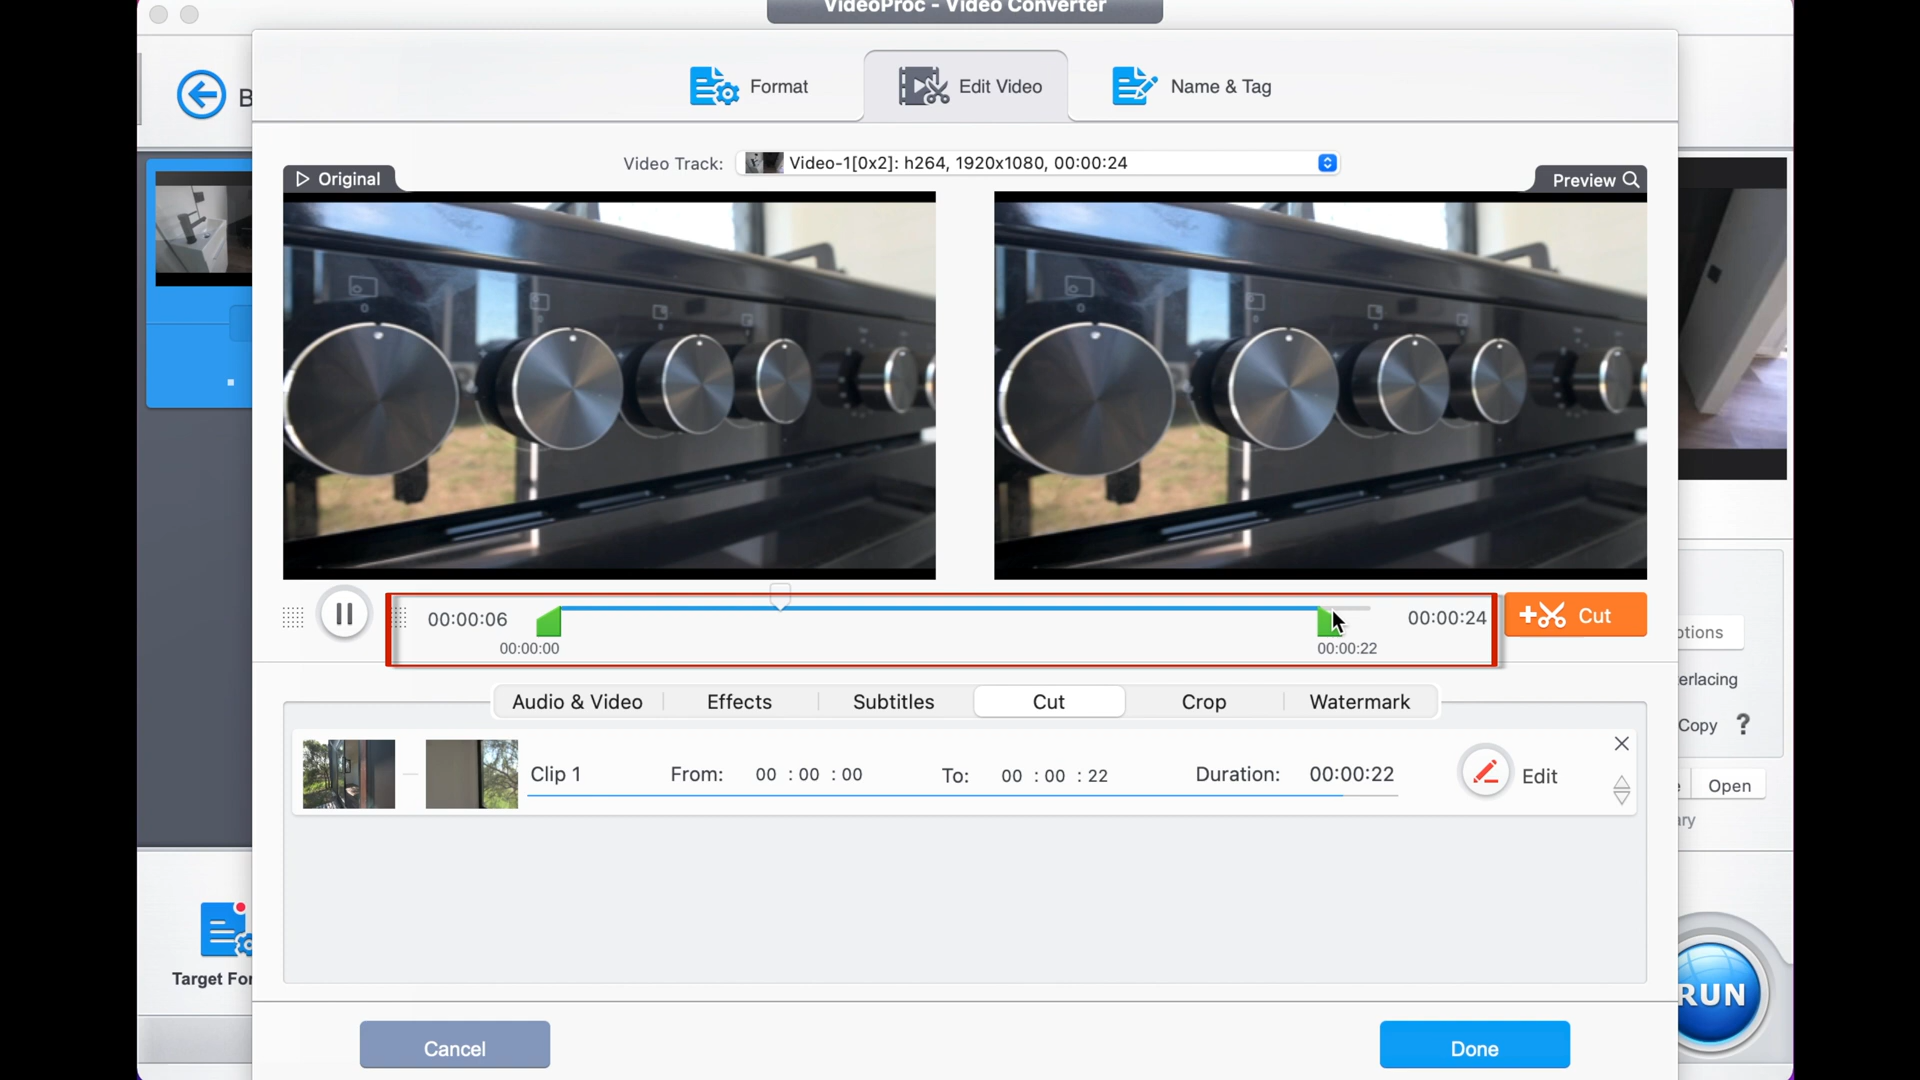 VideoProc - Video Converter
B
Format
Edit Video
Name & Tag
Video Track:
Video-1[0x2]: h264, 1920x1080, 00:00:24
Original
Preview
00:00:06
00:00:24
00:00:00
00:00:22
Cut
Audio & Video
Effects
Subtitles
Cut
Crop
Watermark
Clip 1
From:
00 : 00 : 00
To:
00 : 00 : 22
Duration:
00:00:22
Edit
ptions
erlacing
Copy
?
Open
ary
Target For
RUN
Cancel
Done